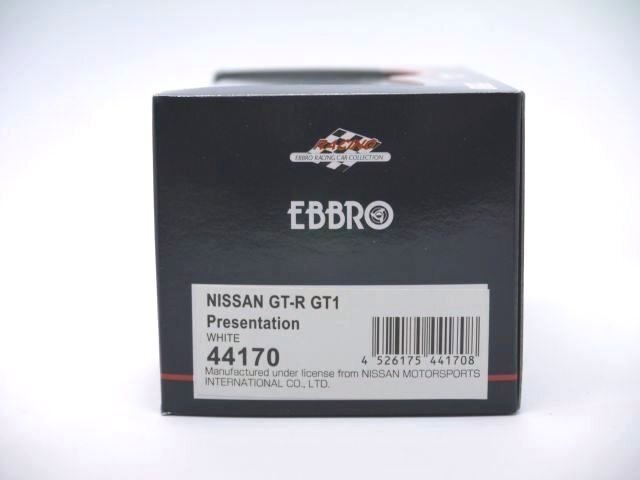 RACING
EBBRO RACING CAR COLLECTION
EBBRO
NISSAN GT-R GT1
Presentation
WHITE
44170
4 526175 441708
Manufactured under license from NISSAN MOTORSPORTS
INTERNATIONAL CO., LTD.